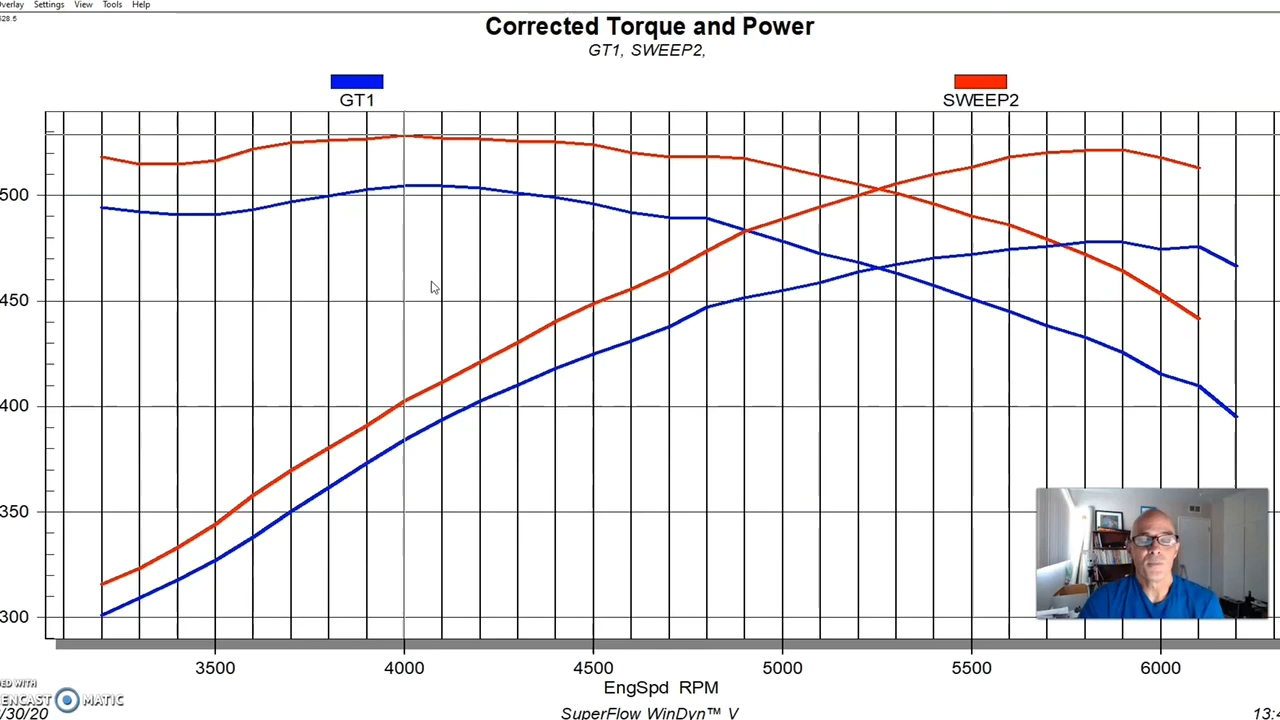 Settings View Tools Help
Corrected Torque and Power
GT1, SWEEP2,
GT1 SWEEP2
500
450
400
350
300
3500 4000 4500 5000 5500 6000
EngSpd RPM
MATIC
SuperFlow WinDyn™ V